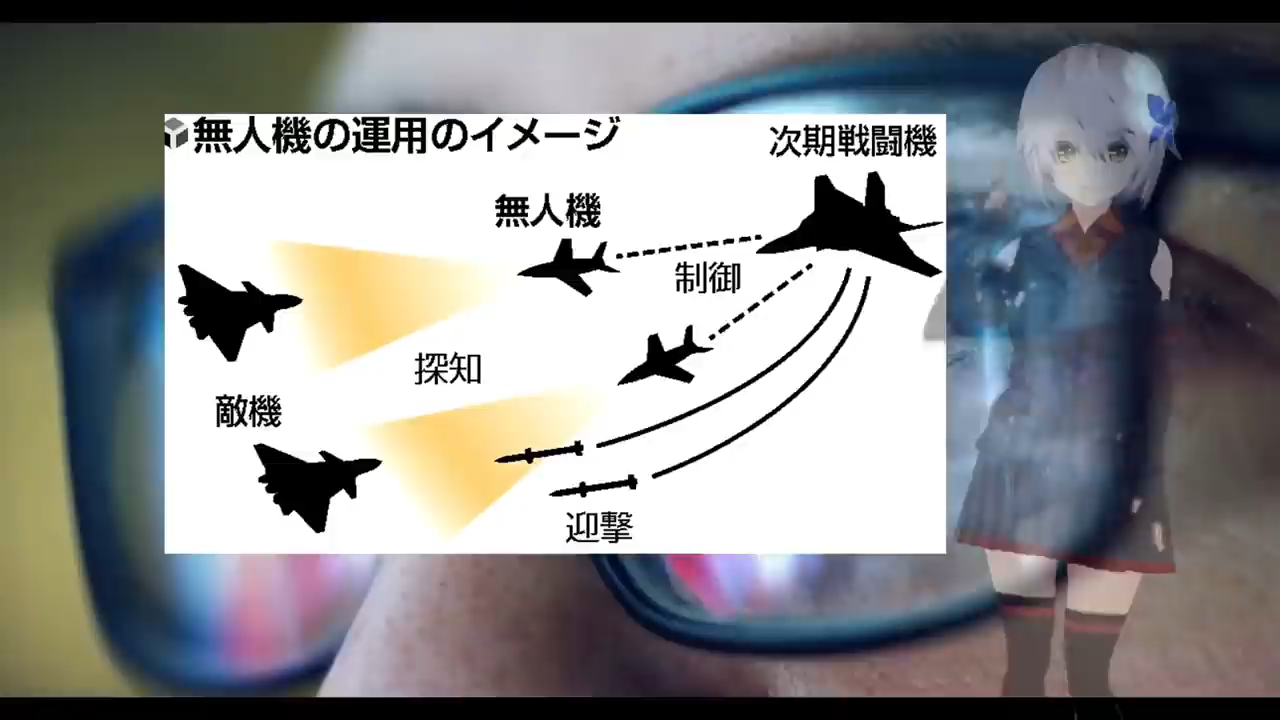 無人機の運用のイメージ
次期戦闘機
無人機
制御
探知
敵機
迎撃